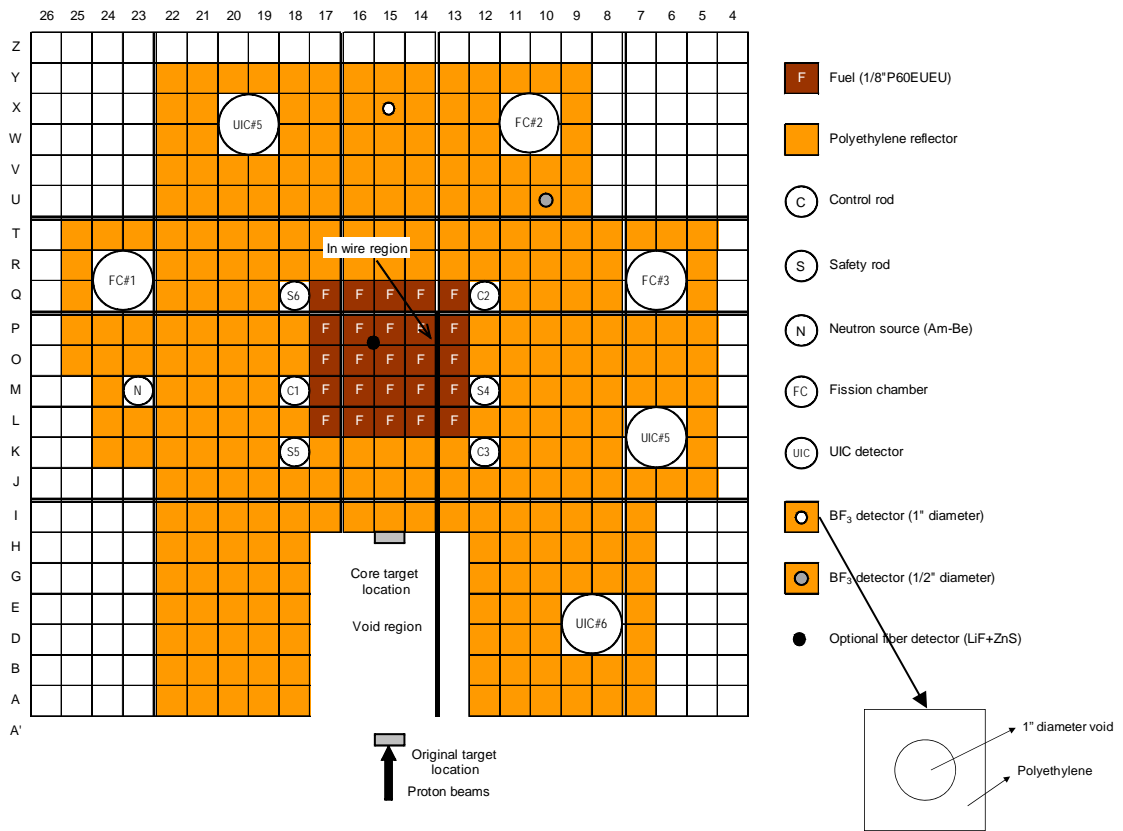 26 25 24 23 22 21 20 19 18 17 16 15 14 13 12 11 10 9 8 7 6 5 4
Z
Y
X
W
V
U
T
R
Q
P
O
M
L
K
J
I
H
G
E
D
B
A
A'
UIC#5
FC#2
In wire region
FC#1
FC#3
S6 F F F F F C2
F F F F F
F F F F F
N C1 F F F F F S4
F F F F F
UIC#5
S5 C3
Core target
location
Void region
UIC#6
Original target
location
Proton beams
F Fuel (1/8"P60EUEU)
Polyethylene reflector
C Control rod
S Safety rod
N Neutron source (Am-Be)
FC Fission chamber
UIC UIC detector
BF3 detector (1" diameter)
BF3 detector (1/2" diameter)
Optional fiber detector (LiF+ZnS)
1" diameter void
Polyethylene